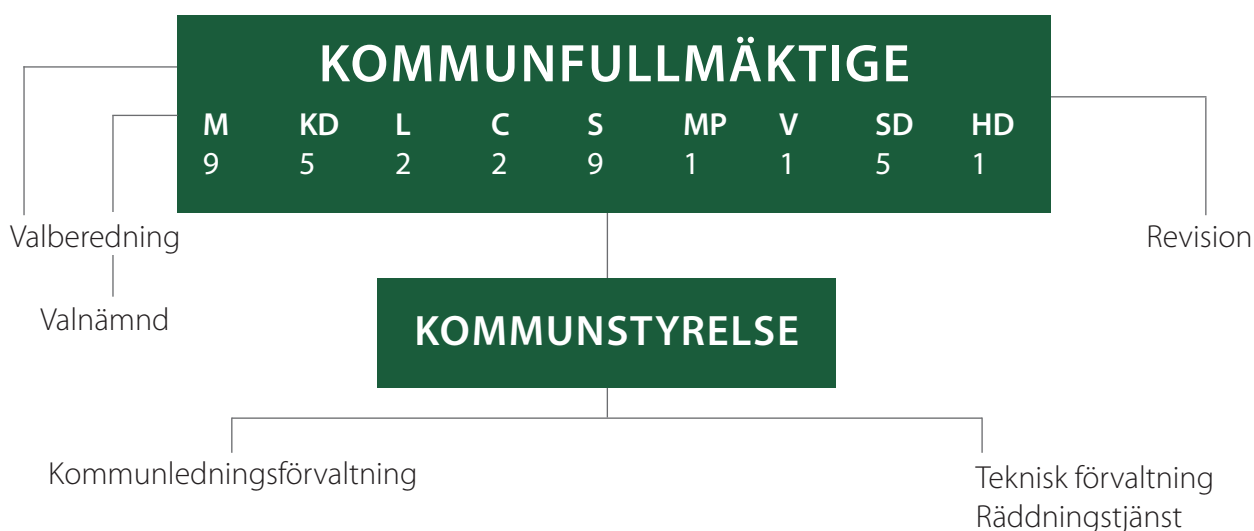 KOMMUNFULLMÄKTIGE
M KD L C S MP V SD HD
9 5 2 2 9 1 1 5 1
Valberedning
Revision
Valnämnd
KOMMUNSTYRELSE
Kommunledningsförvaltning
Teknisk förvaltning
Räddningstjänst